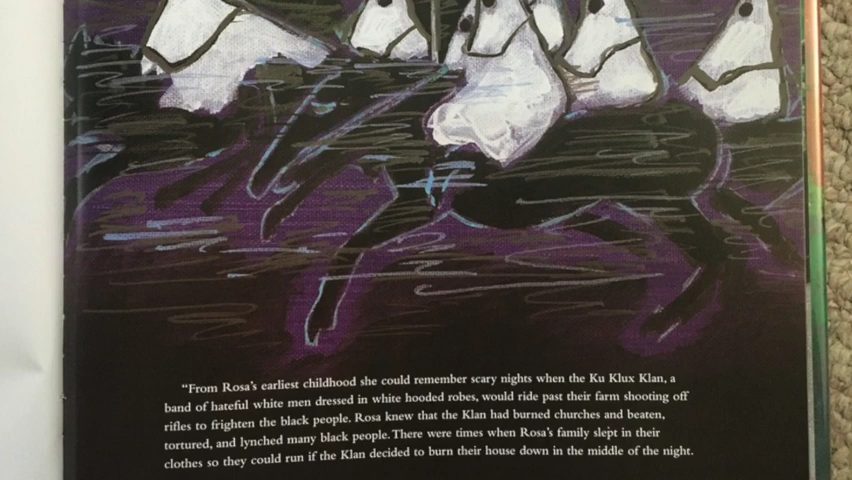 “From Rosa’s earliest childhood she could remember scary nights when the Ku Klux Klan, a
band of hateful white men dressed in white hooded robes, would ride past their farm shooting off
rifles to frighten the black people. Rosa knew that the Klan had burned churches and beaten,
tortured, and lynched many black people. There were times when Rosa’s family slept in their
clothes so they could run if the Klan decided to burn their house down in the middle of the night.